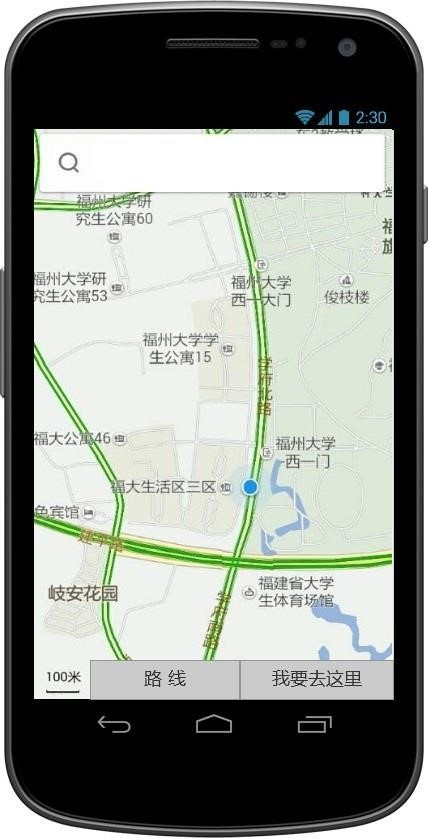 2:30
福州大学研
究生公寓60
福州大学研
究生公寓53
福州大学
西一大门
俊枝楼
福州大学学
生公寓15
学府北路
福大公寓46
福州大学
西一门
福大生活区三区
色宾馆
建平路
岐安花园
福建省大学
生体育场馆
学府南路
100米
路 线
我要去这里